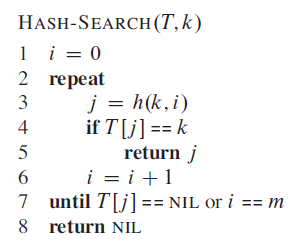 HASH-SEARCH(T, k)
1 i = 0
2 repeat
3 j = h(k, i)
4 if T[j] == k
5 return j
6 i = i + 1
7 until T[j] == NIL or i == m
8 return NIL